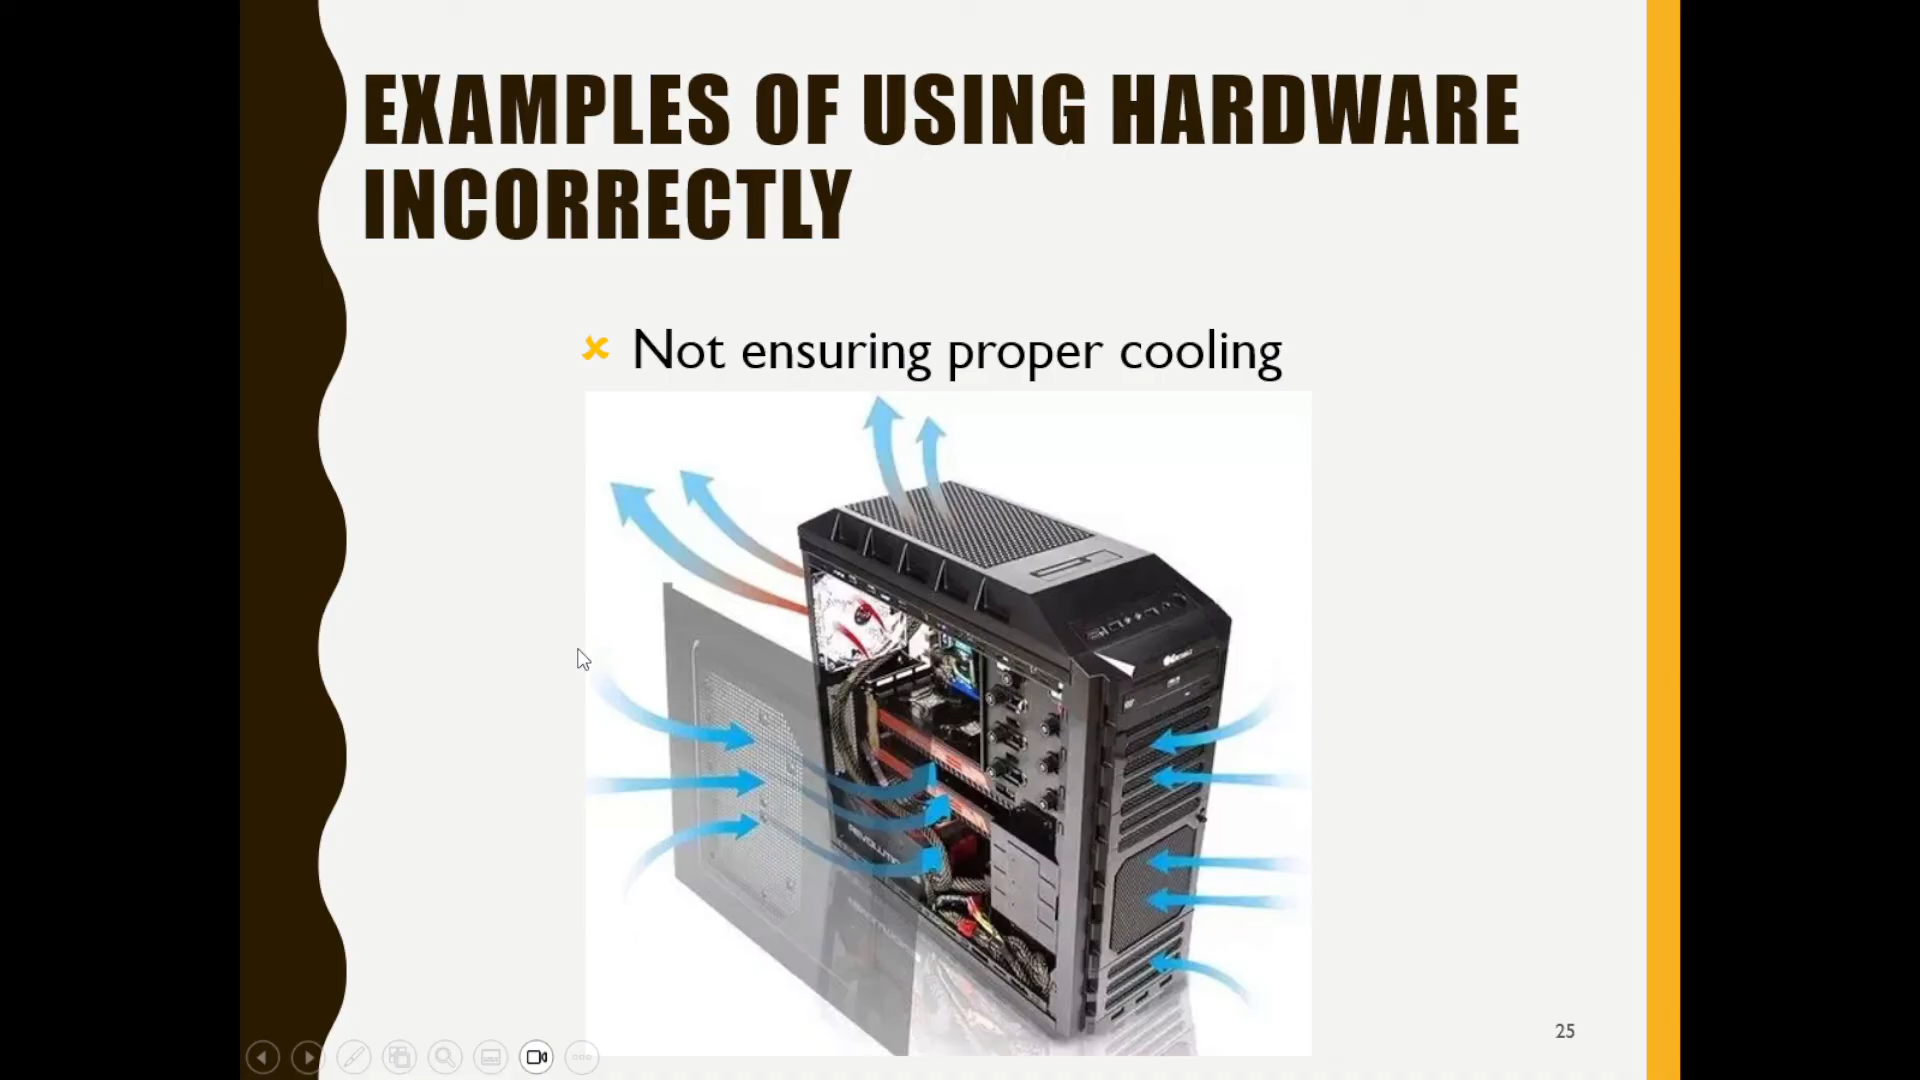 EXAMPLES OF USING HARDWARE
INCORRECTLY
Not ensuring proper cooling
25